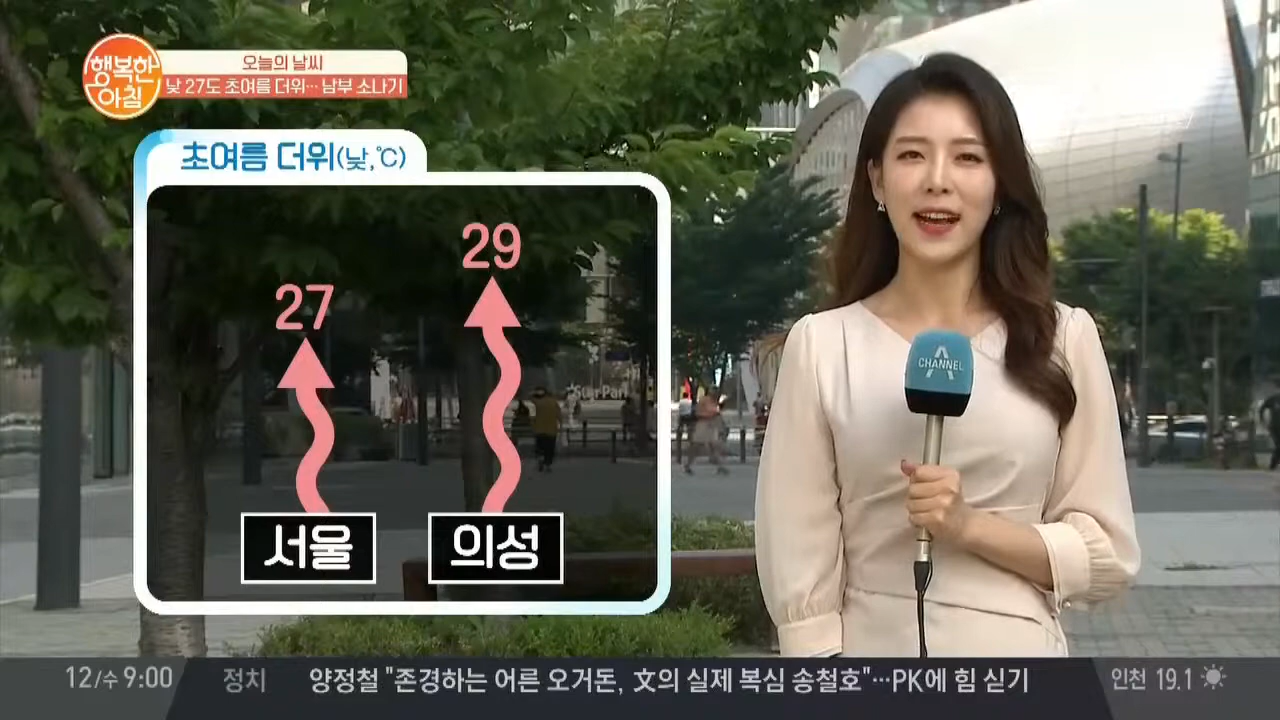 행복한
아침
오늘의 날씨
낮 27도 초여름 더위… 남부 소나기
초여름 더위(낮,℃)
27
29
서울
의성
CHANNEL
A
12/수 9:00
정치
양정철 "존경하는 어른 오거돈, 文의 실제 복심 송철호"…PK에 힘 싣기
인천 19.1